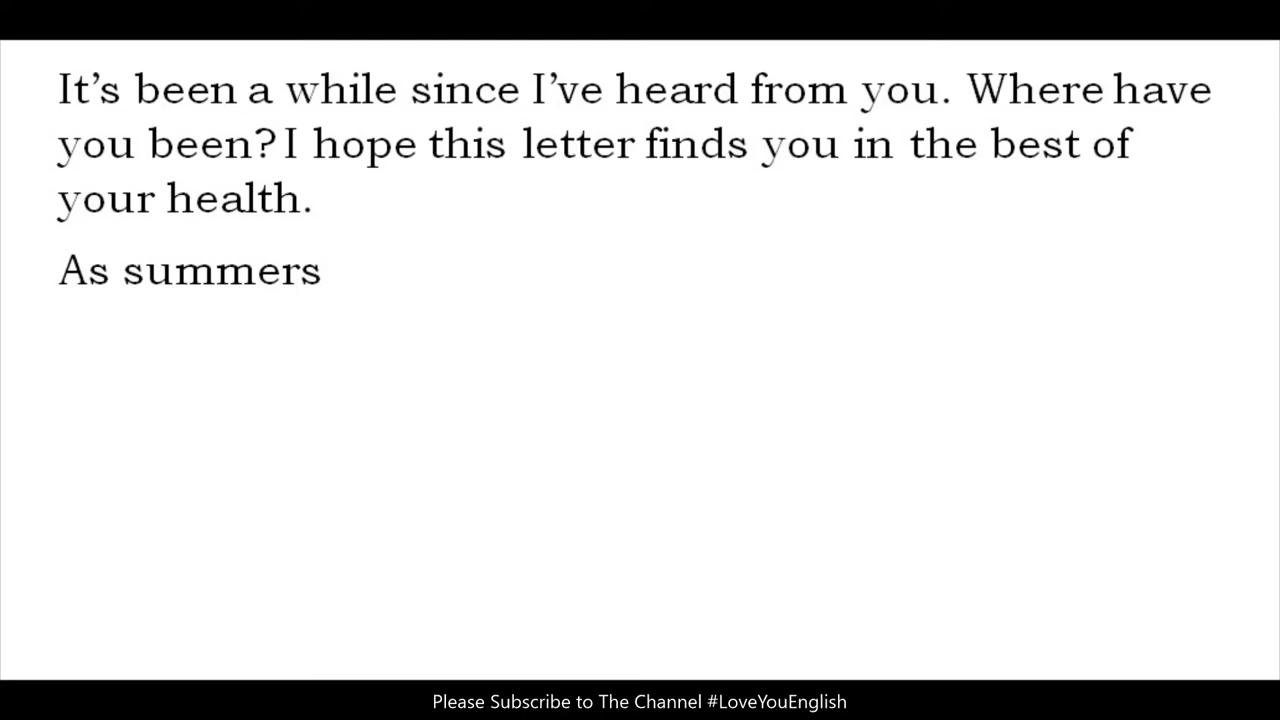 It’s been a while since I’ve heard from you. Where have
you been? I hope this letter finds you in the best of
your health.
As summers
Please Subscribe to The Channel #LoveYouEnglish